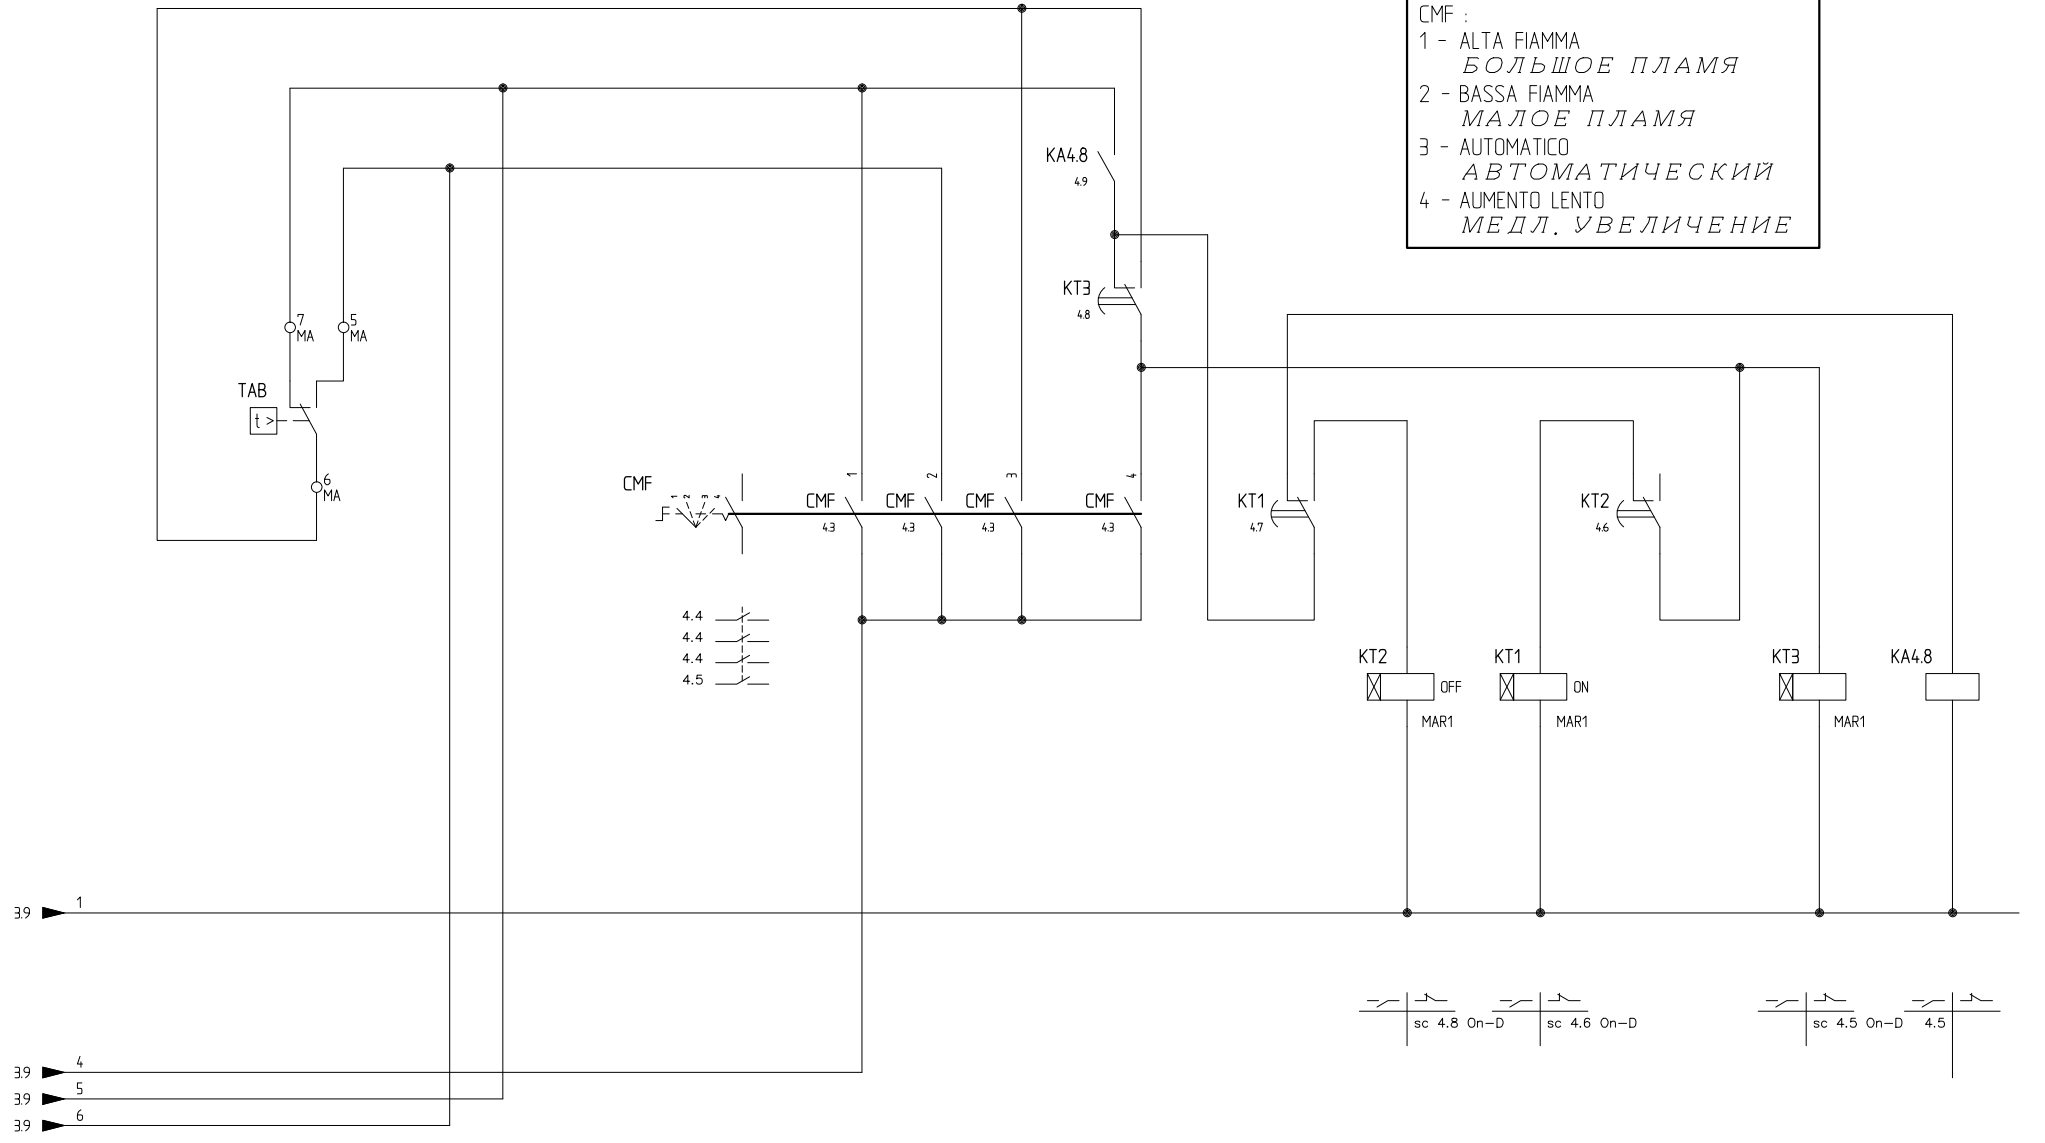 CMF :
1 - ALTA FIAMMA
БОЛЬШОЕ ПЛАМЯ
2 - BASSA FIAMMA
МАЛОЕ ПЛАМЯ
3 - AUTOMATICO
АВТОМАТИЧЕСКИЙ
4 - AUMENTO LENTO
МЕДЛ. УВЕЛИЧЕНИЕ
KA4.8
4.9
KT3
4.8
7
MA
5
MA
TAB
t >
6
MA
CMF
1 2 3 4
1
CMF
4.3
2
CMF
4.3
3
CMF
4.3
4
CMF
4.3
KT1
4.7
KT2
4.6
4.4
4.4
4.4
4.5
KT2
OFF
MAR1
KT1
ON
MAR1
KT3
MAR1
KA4.8
3.9 1
sc 4.8 On-D
sc 4.6 On-D
sc 4.5 On-D
4.5
3.9 4
3.9 5
3.9 6